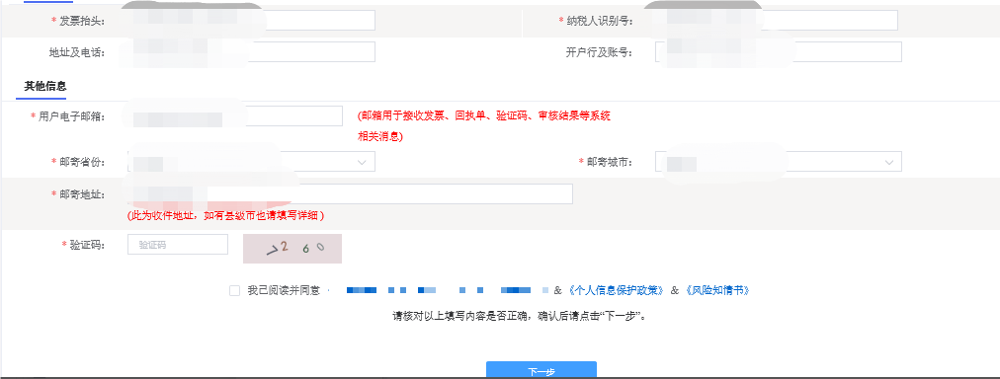 * 发票抬头: * 纳税人识别号:
地址及电话: 开户行及账号:
其他信息
* 用户电子邮箱: (邮箱用于接收发票、回执单、验证码、审核结果等系统
相关消息)
* 邮寄省份: * 邮寄城市:
* 邮寄地址:
(此为收件地址，如有县级市也请填写详细)
* 验证码: 验证码 7260
我已阅读并同意 & 《个人信息保护政策》 & 《风险知情书》
请核对以上填写内容是否正确，确认后请点击“下一步”。
下一步